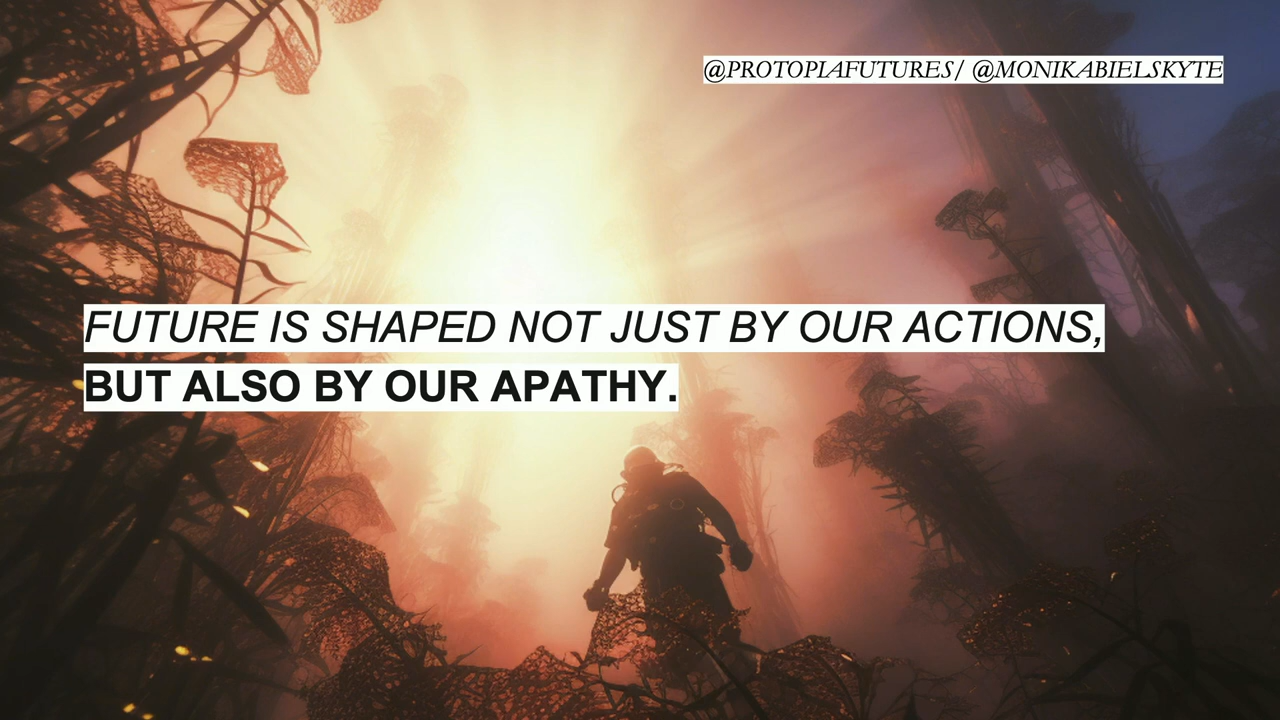 @PROTOPIAFUTURES/ @MONIKABIELSKYTE
FUTURE IS SHAPED NOT JUST BY OUR ACTIONS,
BUT ALSO BY OUR APATHY.